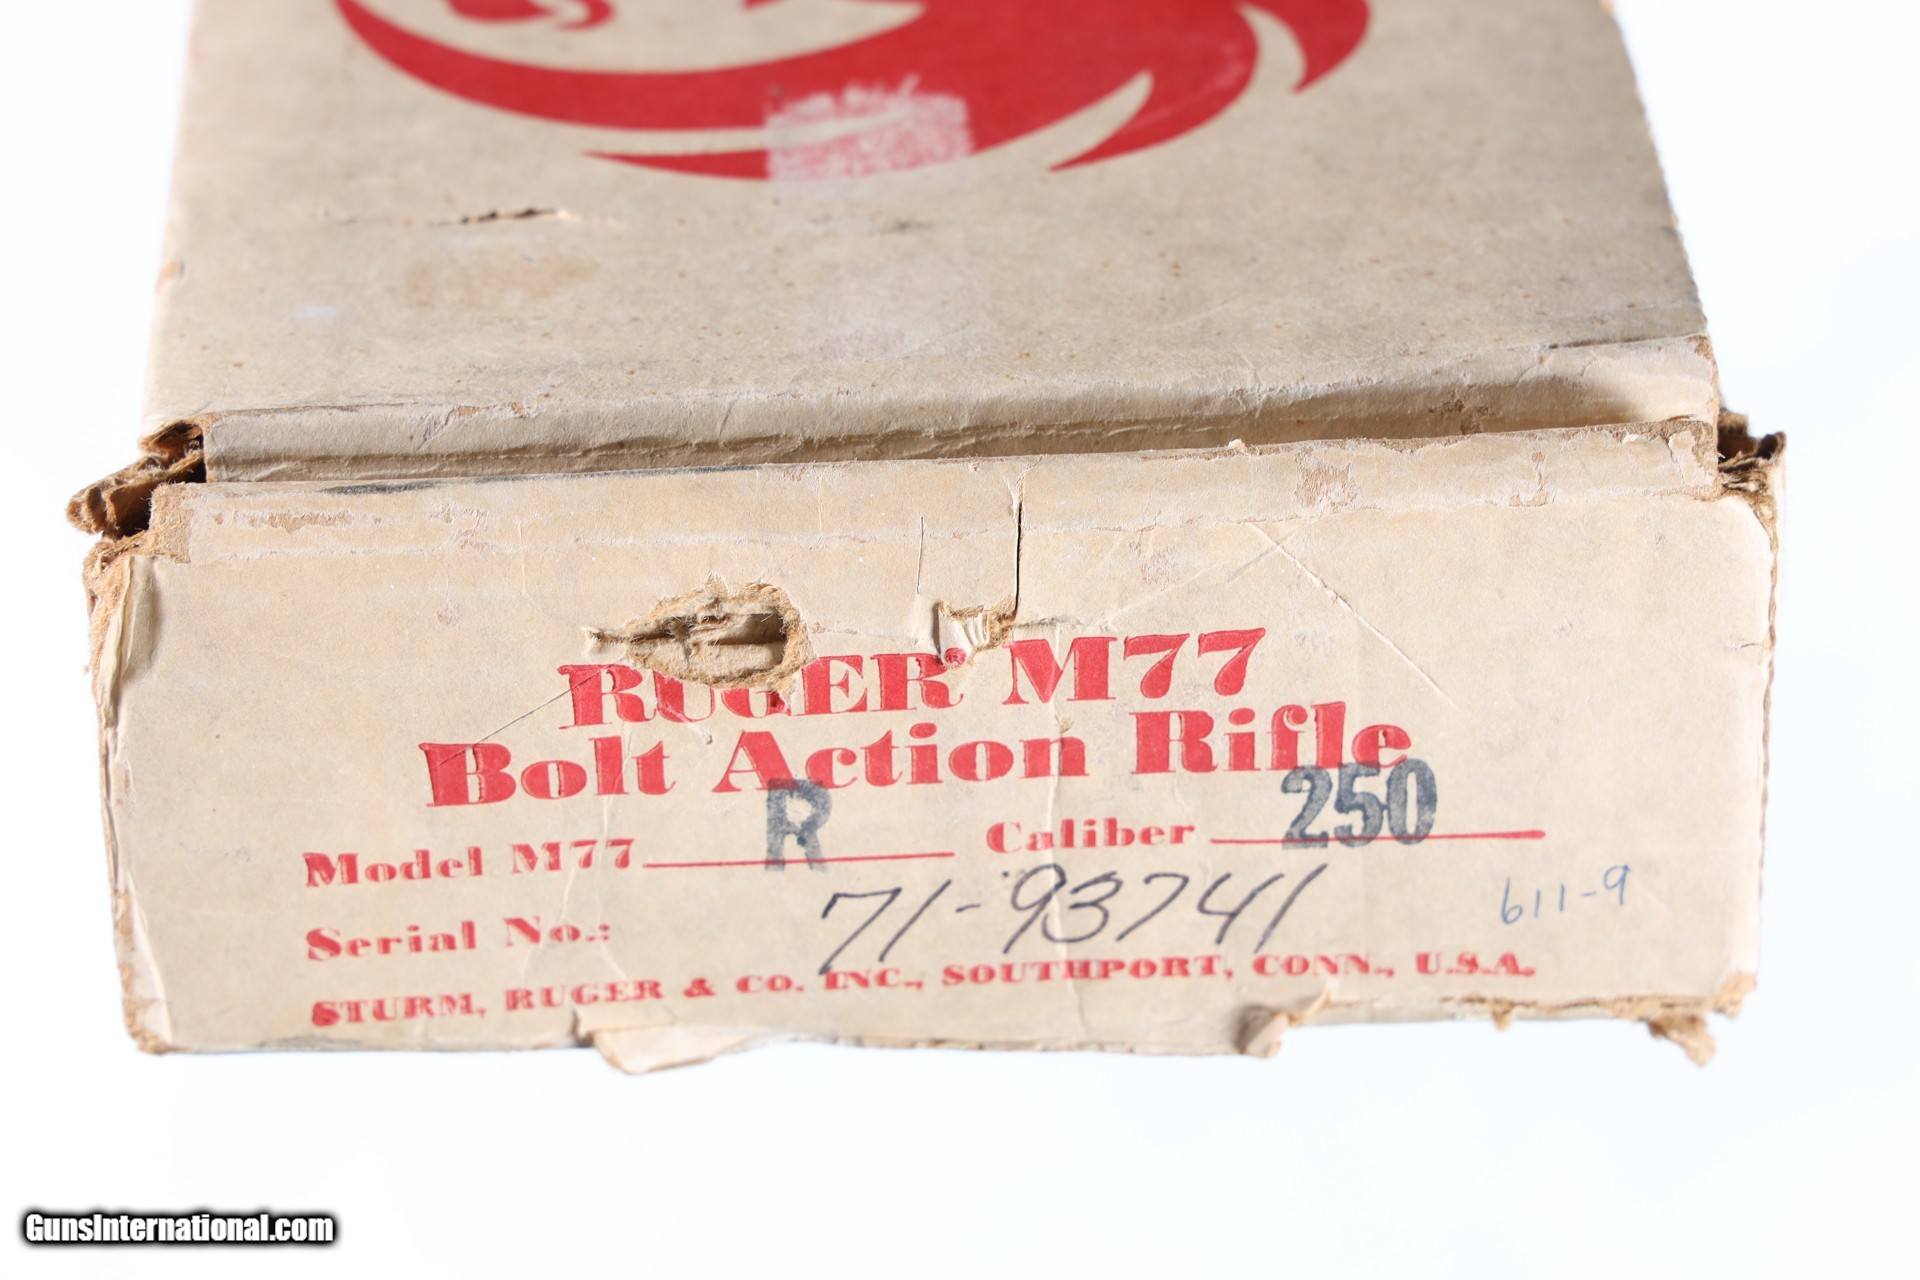 RUGER® M77
Bolt Action Rifle
Model M77 R Caliber 250
Serial No.: 71-93741 611-9
STURM, RUGER & CO. INC., SOUTHPORT, CONN., U.S.A.
GunsInternational.com